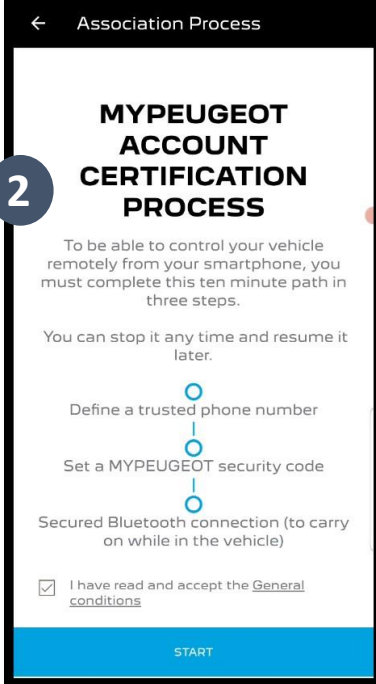 Association Process
MYPEUGEOT
ACCOUNT
CERTIFICATION
PROCESS
2
To be able to control your vehicle
remotely from your smartphone, you
must complete this ten minute path in
three steps.
You can stop it any time and resume it
later.
Define a trusted phone number
Set a MYPEUGEOT security code
Secured Bluetooth connection (to carry
on while in the vehicle)
I have read and accept the General
conditions
START